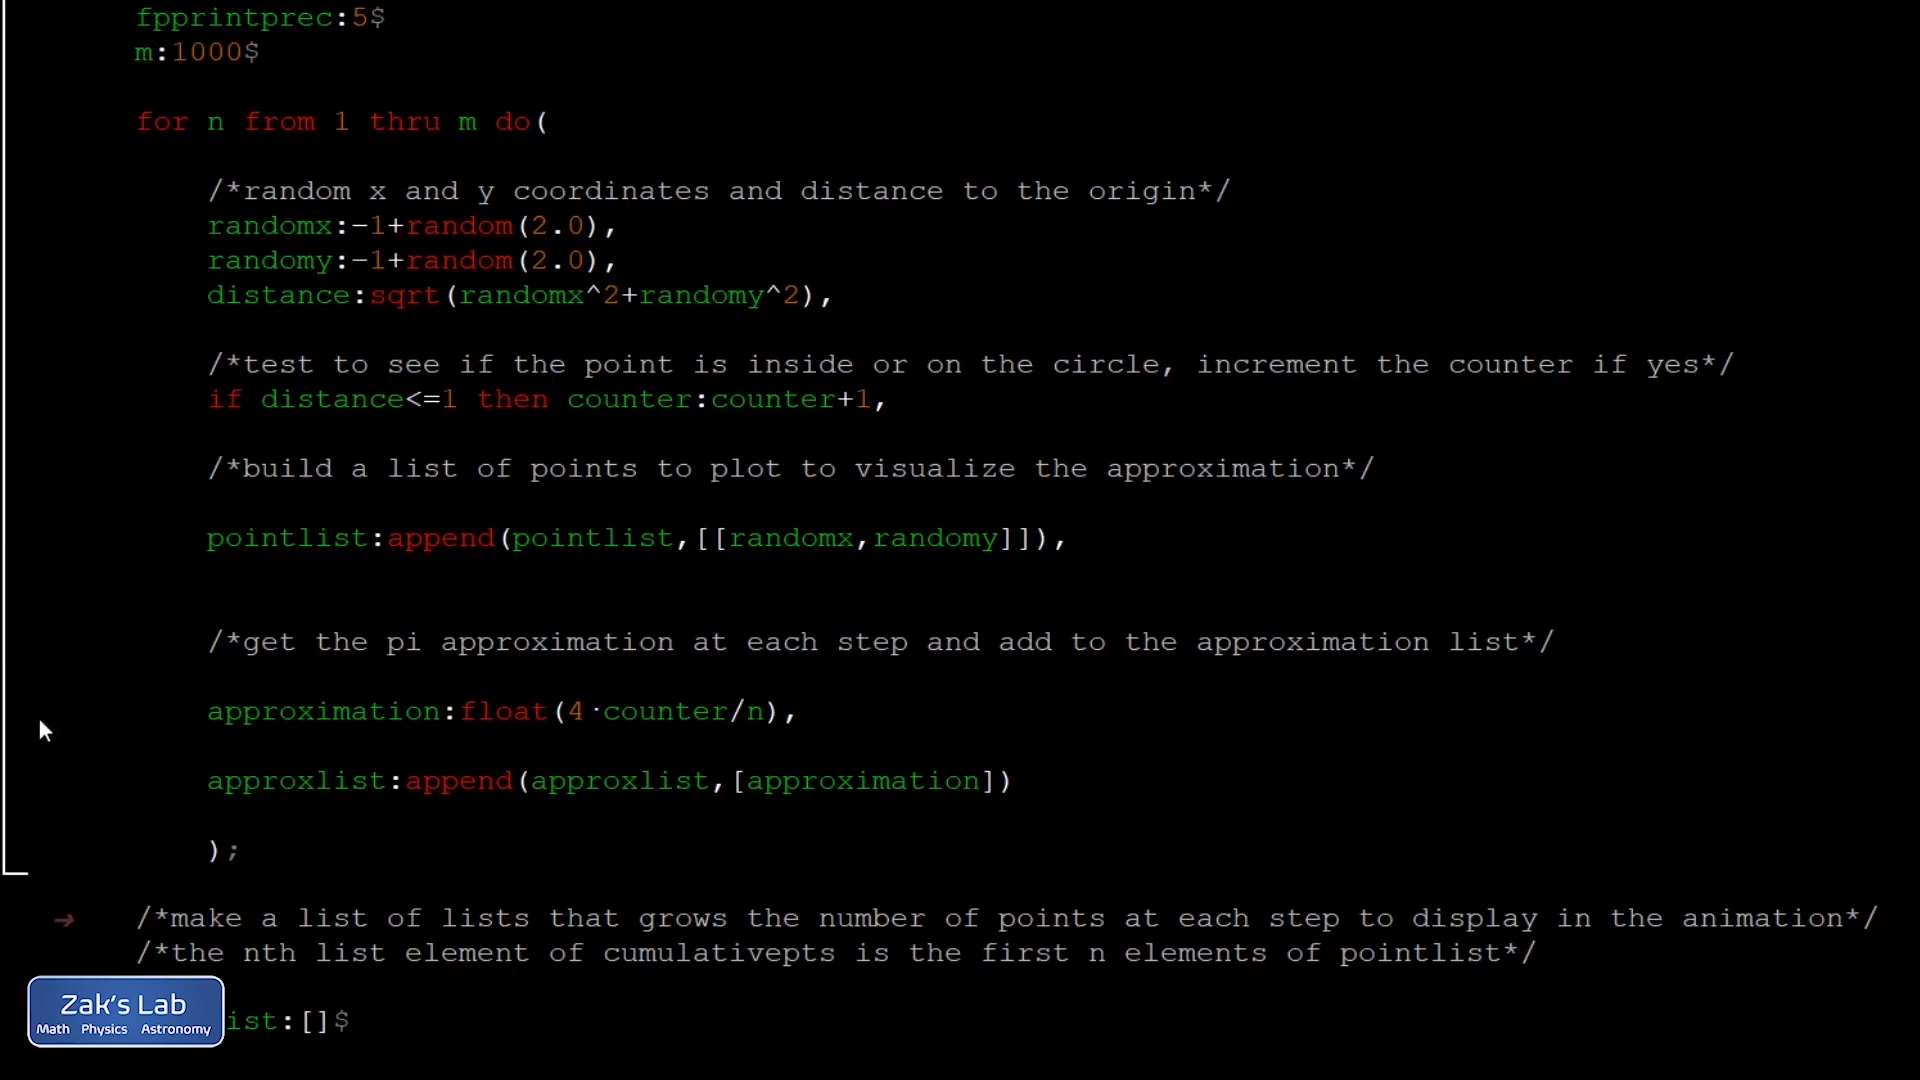 fpprintprec:5$
m:1000$
for n from 1 thru m do(
/*random x and y coordinates and distance to the origin*/
randomx:-1+random(2.0),
randomy:-1+random(2.0),
distance:sqrt(randomx^2+randomy^2),
/*test to see if the point is inside or on the circle, increment the counter if yes*/
if distance<=1 then counter:counter+1,
/*build a list of points to plot to visualize the approximation*/
pointlist:append(pointlist,[[randomx,randomy]]),
/*get the pi approximation at each step and add to the approximation list*/
approximation:float(4·counter/n),
approxlist:append(approxlist,[approximation])
);
/*make a list of lists that grows the number of points at each step to display in the animation*/
/*the nth list element of cumulativepts is the first n elements of pointlist*/
ist:[]$
Zak's Lab
Math Physics Astronomy